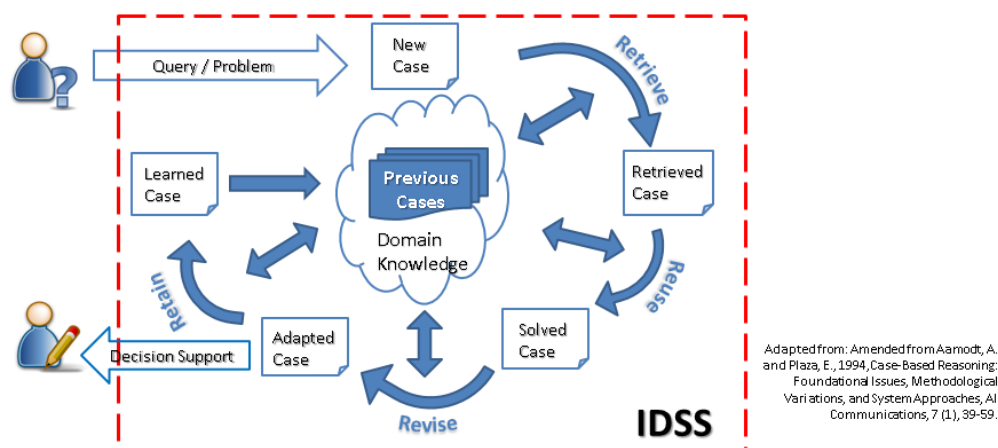 New
Case
Query / Problem
Retrieve
Learned
Case
Previous
Cases
Retrieved
Case
Domain
Knowledge
Retain
Reuse
Adapted
Case
Solved
Case
Decision Support
Revise
IDSS
Adapted from: Amended from Aamodt, A.
and Plaza, E., 1994, Case-Based Reasoning:
Foundational Issues, Methodological
Variations, and System Approaches, AI
Communications, 7 (1), 39-59.